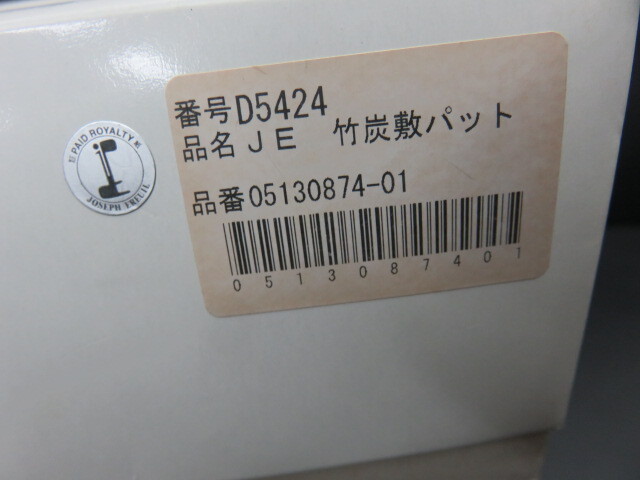 番号D5424
品名JE　竹炭敷パット
品番05130874-01
0513087401
PAID ROYALTY
JOSEPH EREUIL